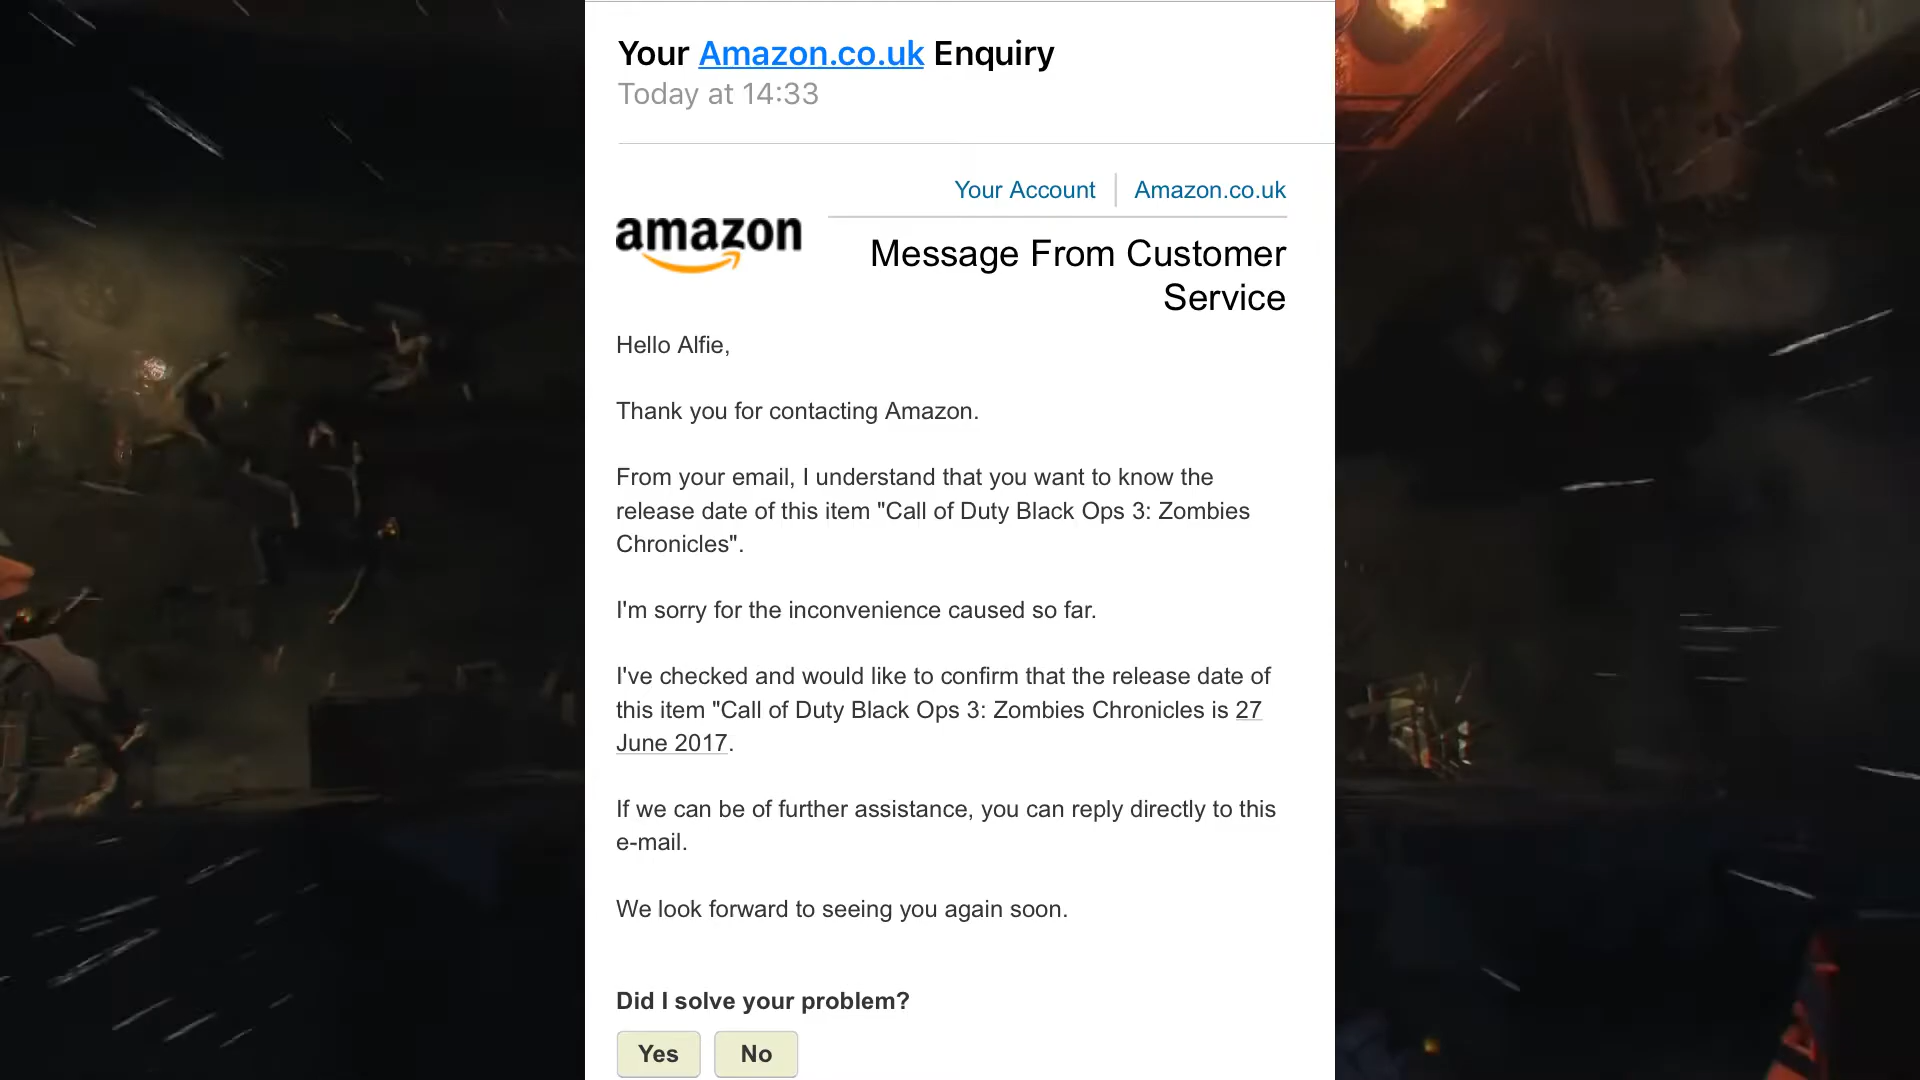 Your Amazon.co.uk Enquiry
Today at 14:33
Your Account
Amazon.co.uk
amazon
Message From Customer
Service
Hello Alfie,
Thank you for contacting Amazon.
From your email, I understand that you want to know the
release date of this item "Call of Duty Black Ops 3: Zombies
Chronicles".
I'm sorry for the inconvenience caused so far.
I've checked and would like to confirm that the release date of
this item "Call of Duty Black Ops 3: Zombies Chronicles is 27
June 2017.
If we can be of further assistance, you can reply directly to this
e-mail.
We look forward to seeing you again soon.
Did I solve your problem?
Yes
No